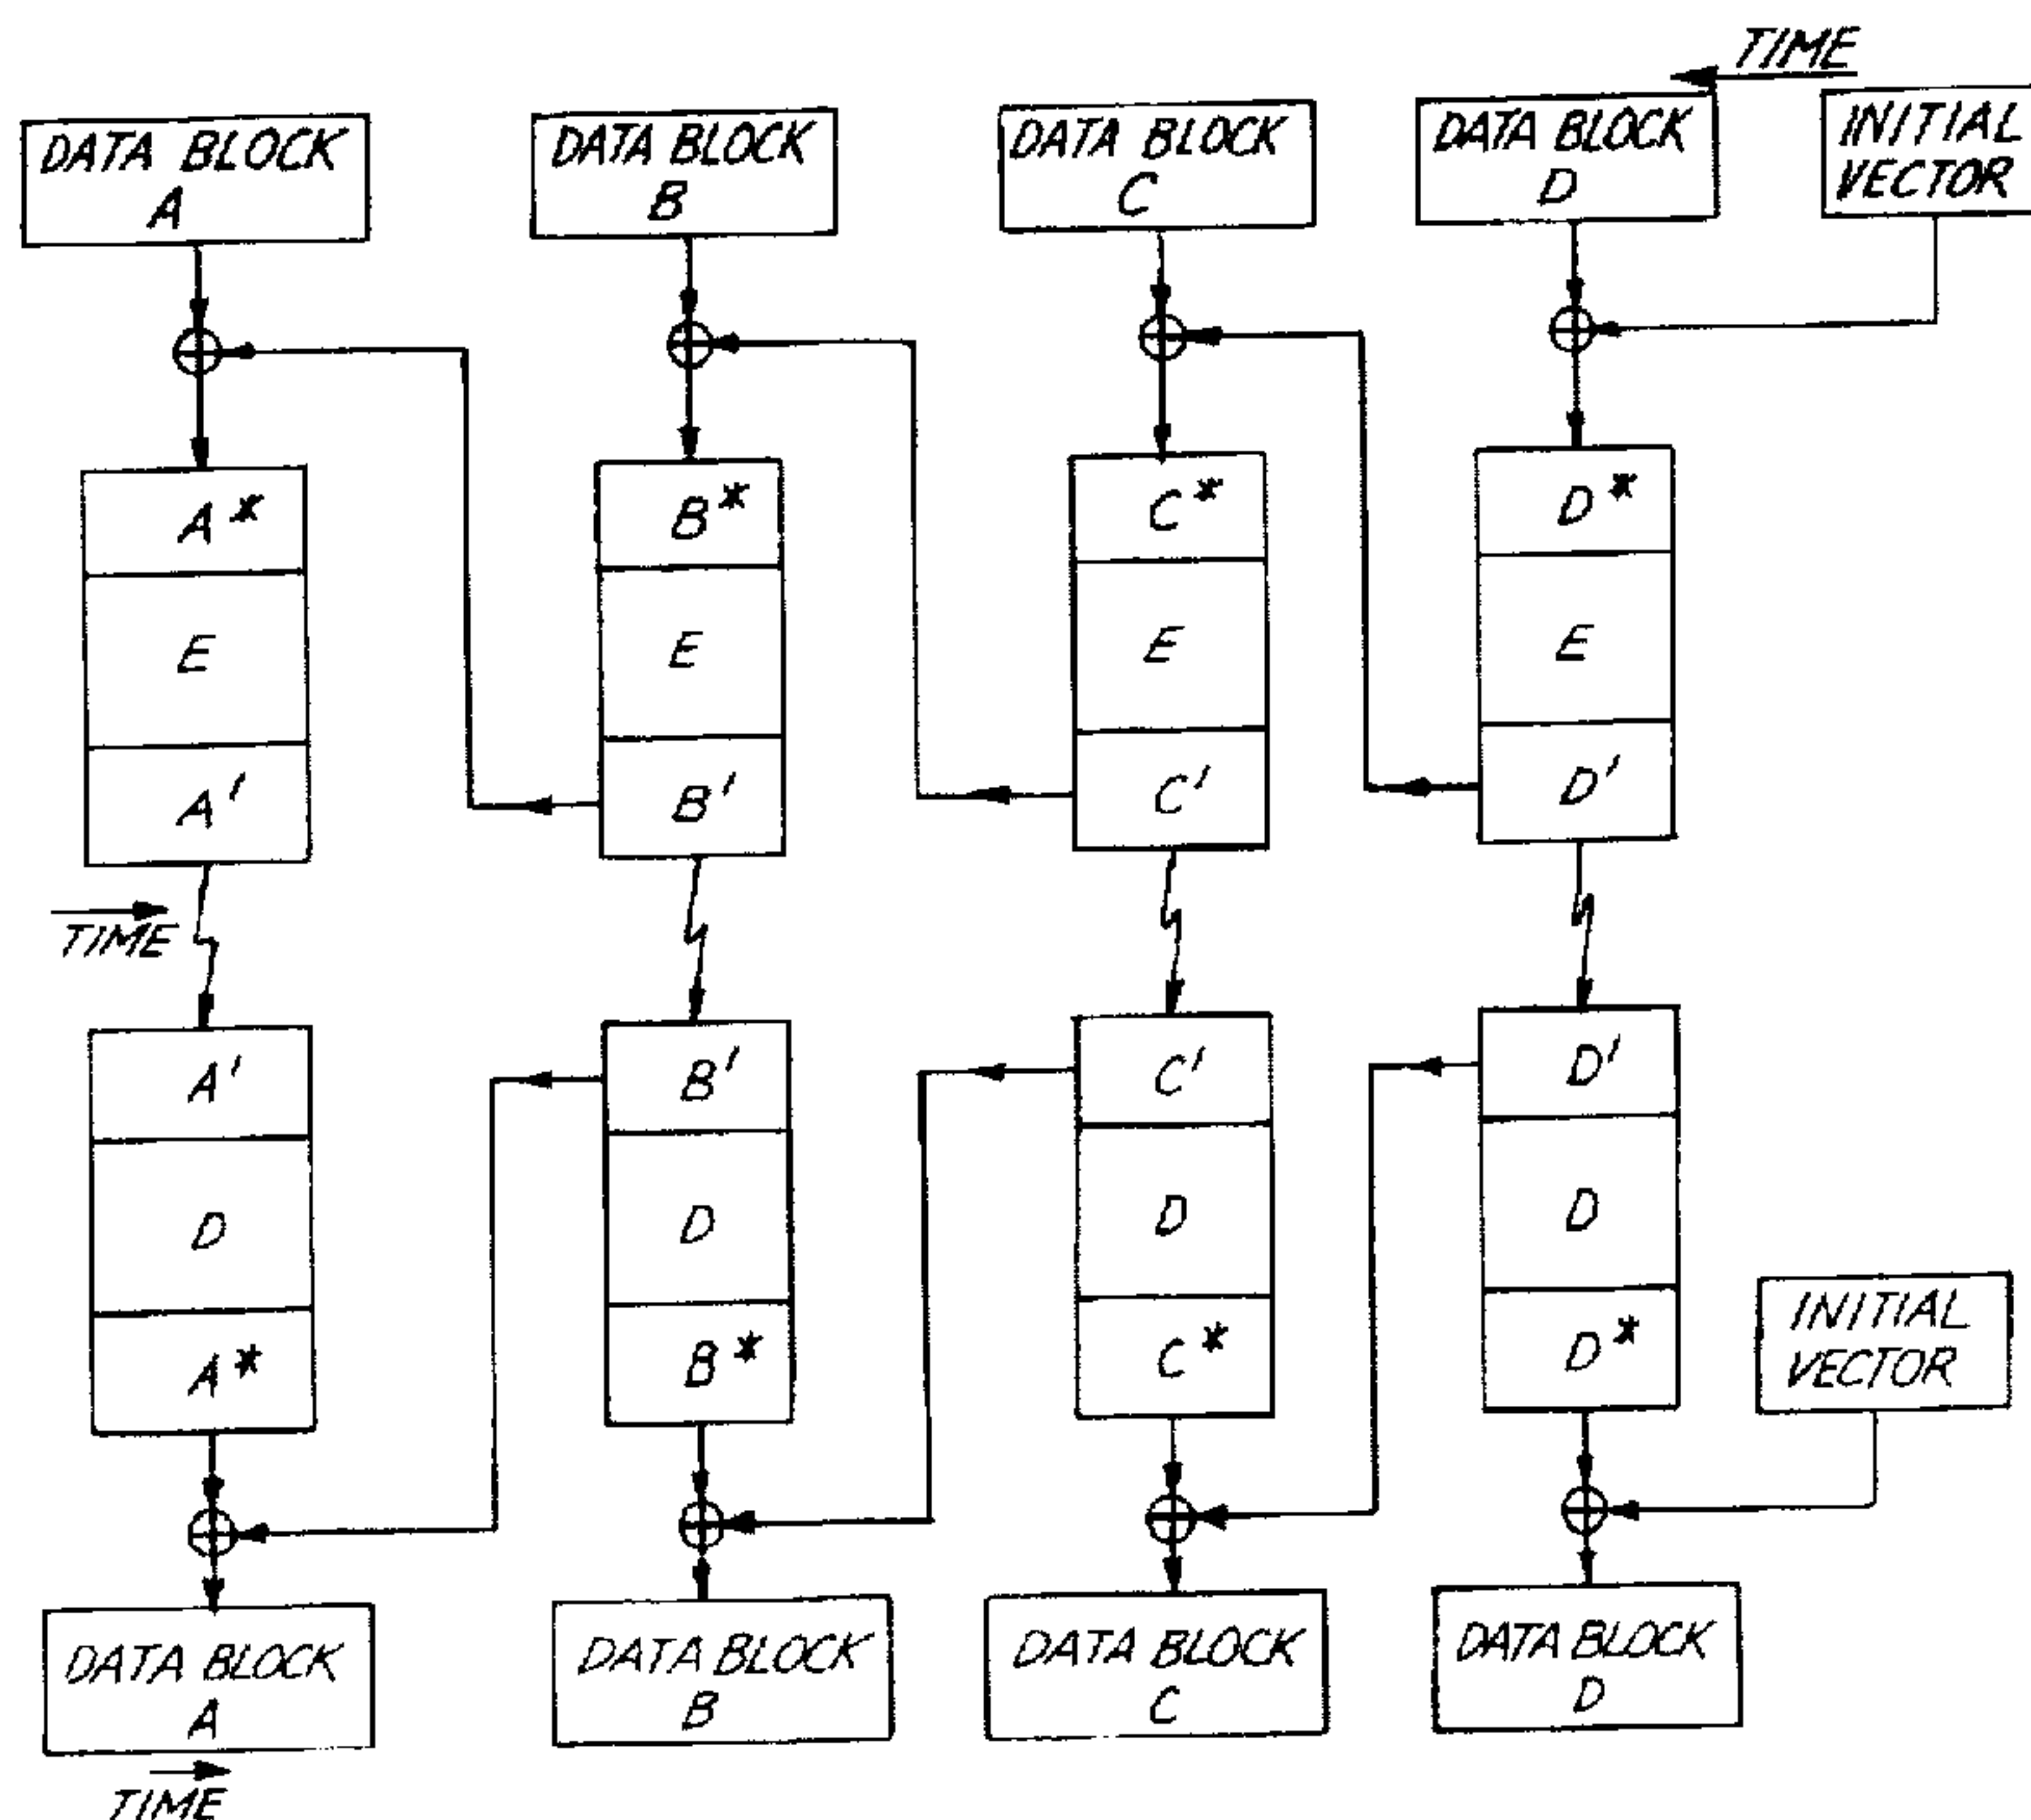 TIME
DATA BLOCK
A
DATA BLOCK
B
DATA BLOCK
C
DATA BLOCK
D
INITIAL
VECTOR
A*
B*
C*
D*
E
E
E
E
A'
B'
C'
D'
TIME
A'
B'
C'
D'
D
D
D
D
A*
B*
C*
D*
INITIAL
VECTOR
DATA BLOCK
A
DATA BLOCK
B
DATA BLOCK
C
DATA BLOCK
D
TIME